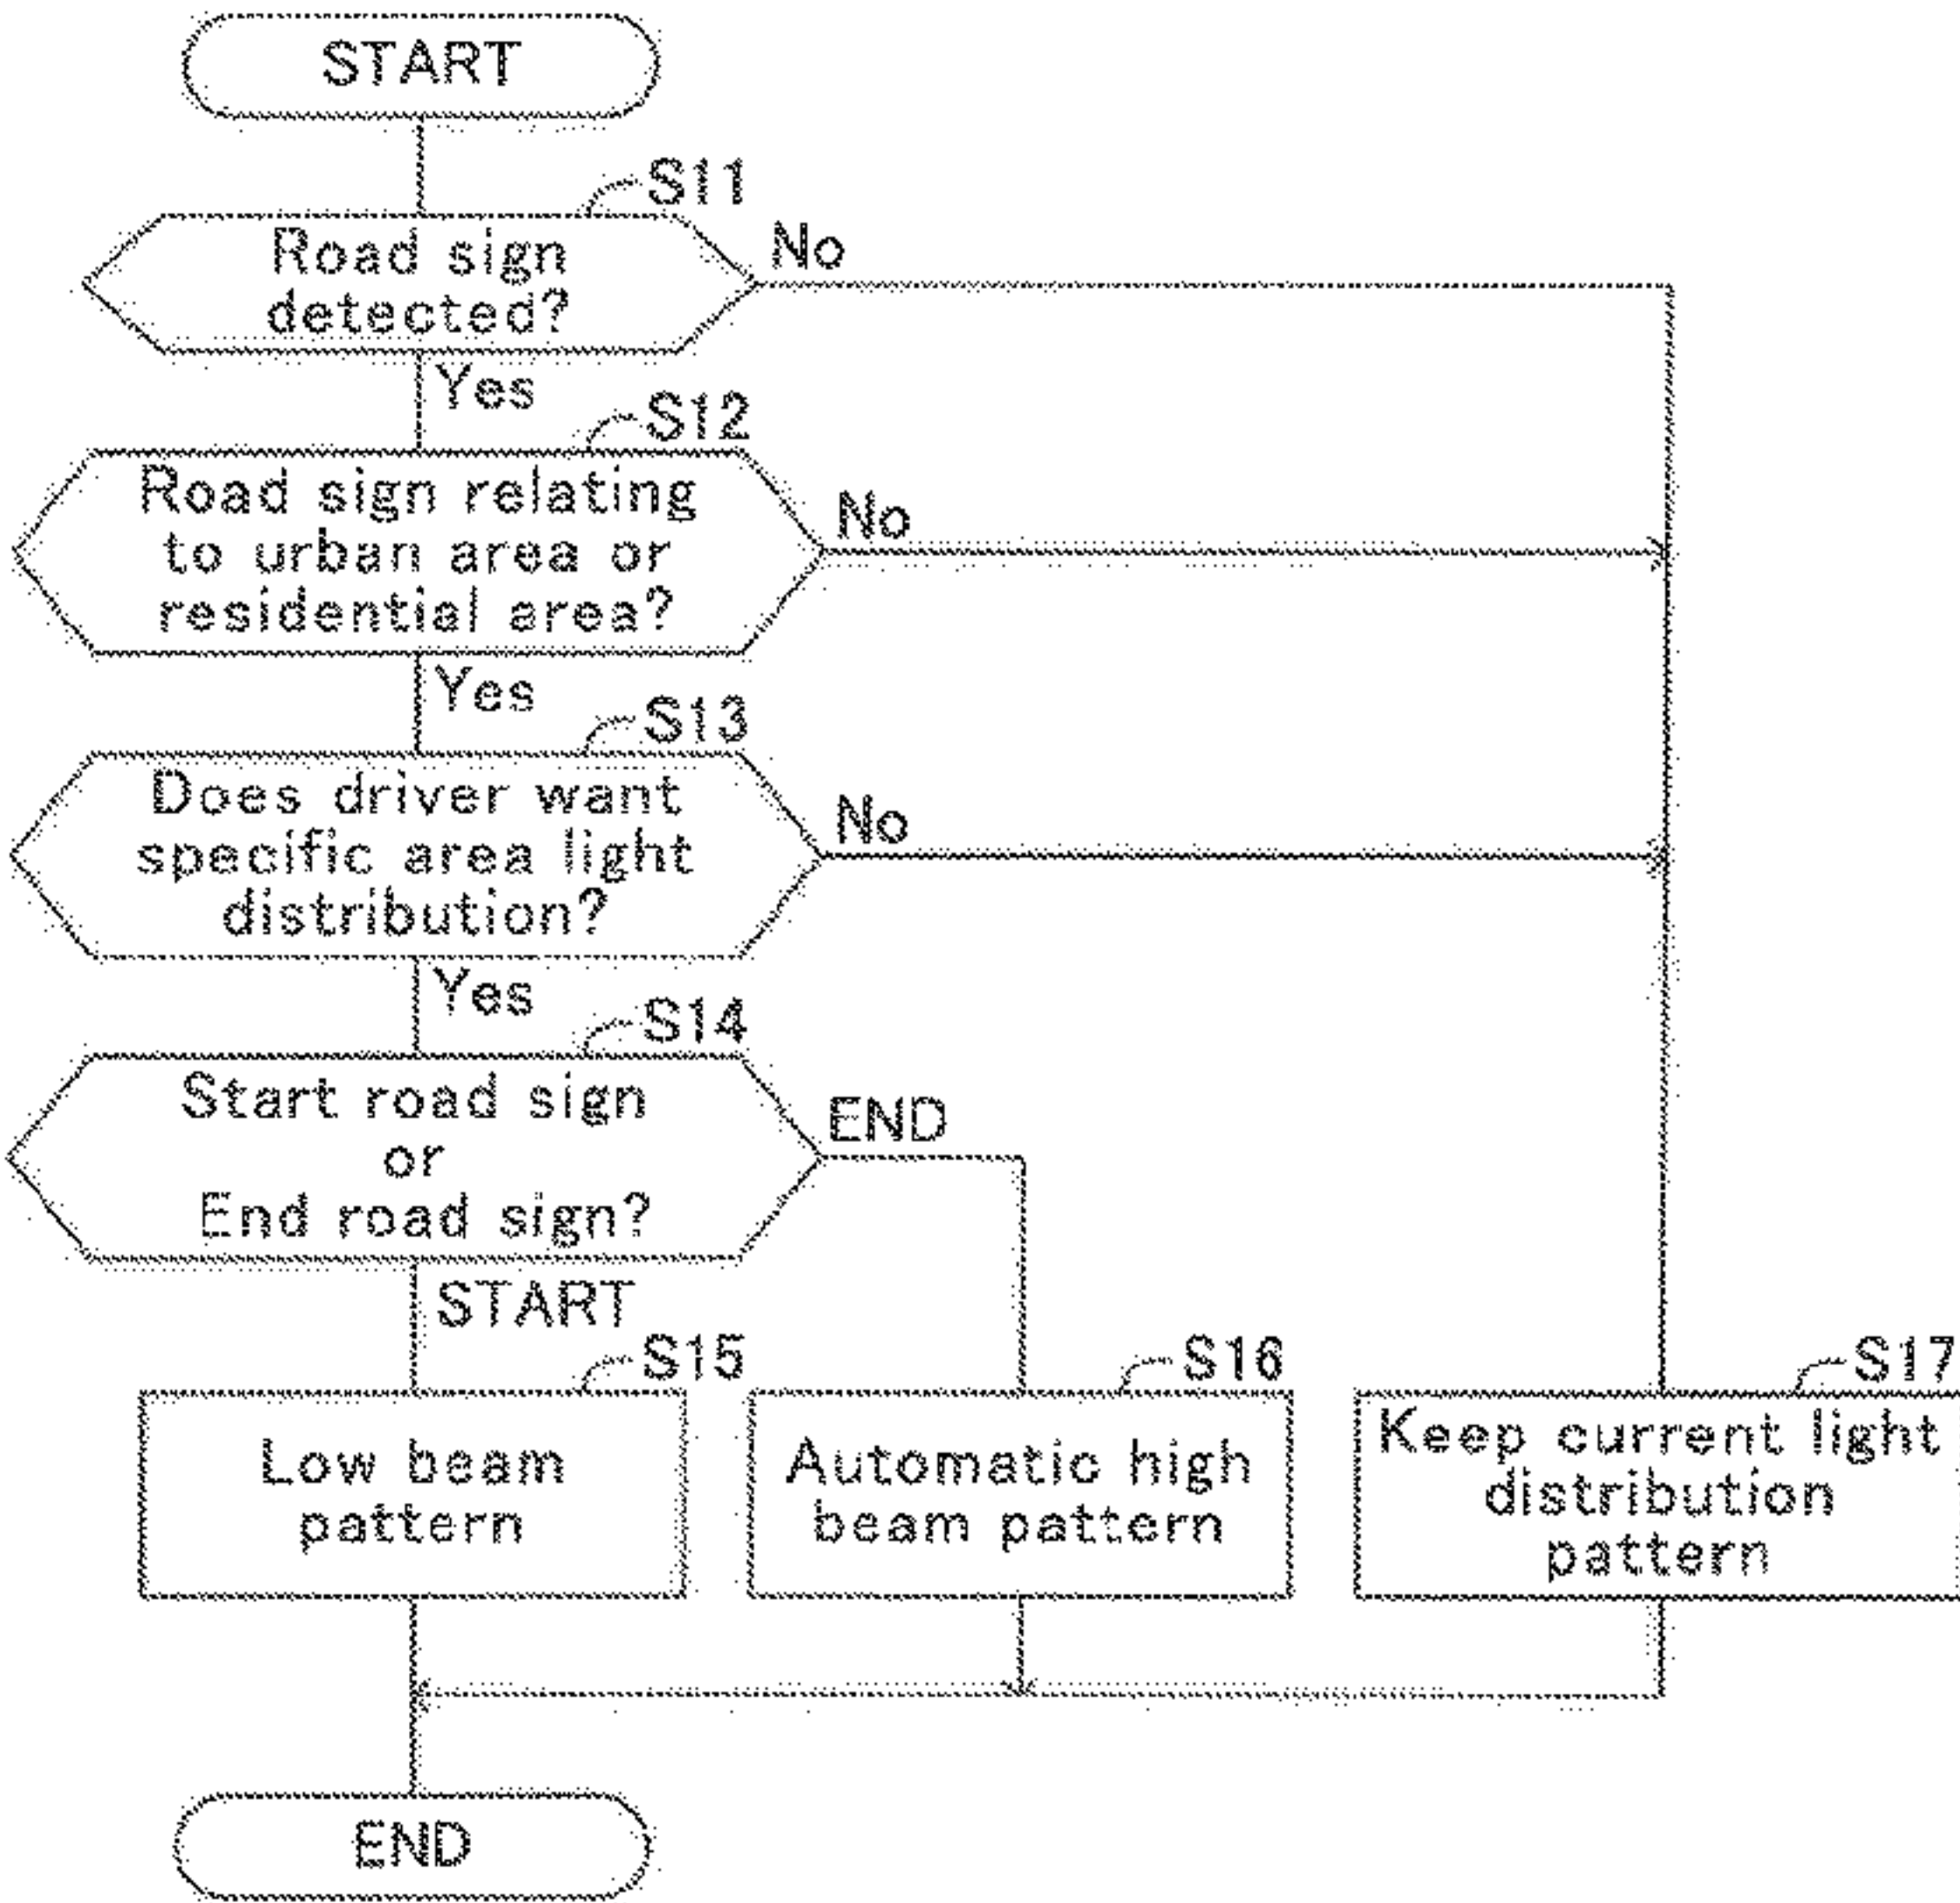 START
S11
Road sign
detected?
No
Yes
S12
Road sign relating
to urban area or
residential area?
No
Yes
S13
Does driver want
specific area light
distribution?
No
Yes
S14
Start road sign
or
End road sign?
END
START
S15
Low beam
pattern
S16
Automatic high
beam pattern
S17
Keep current light
distribution
pattern
END